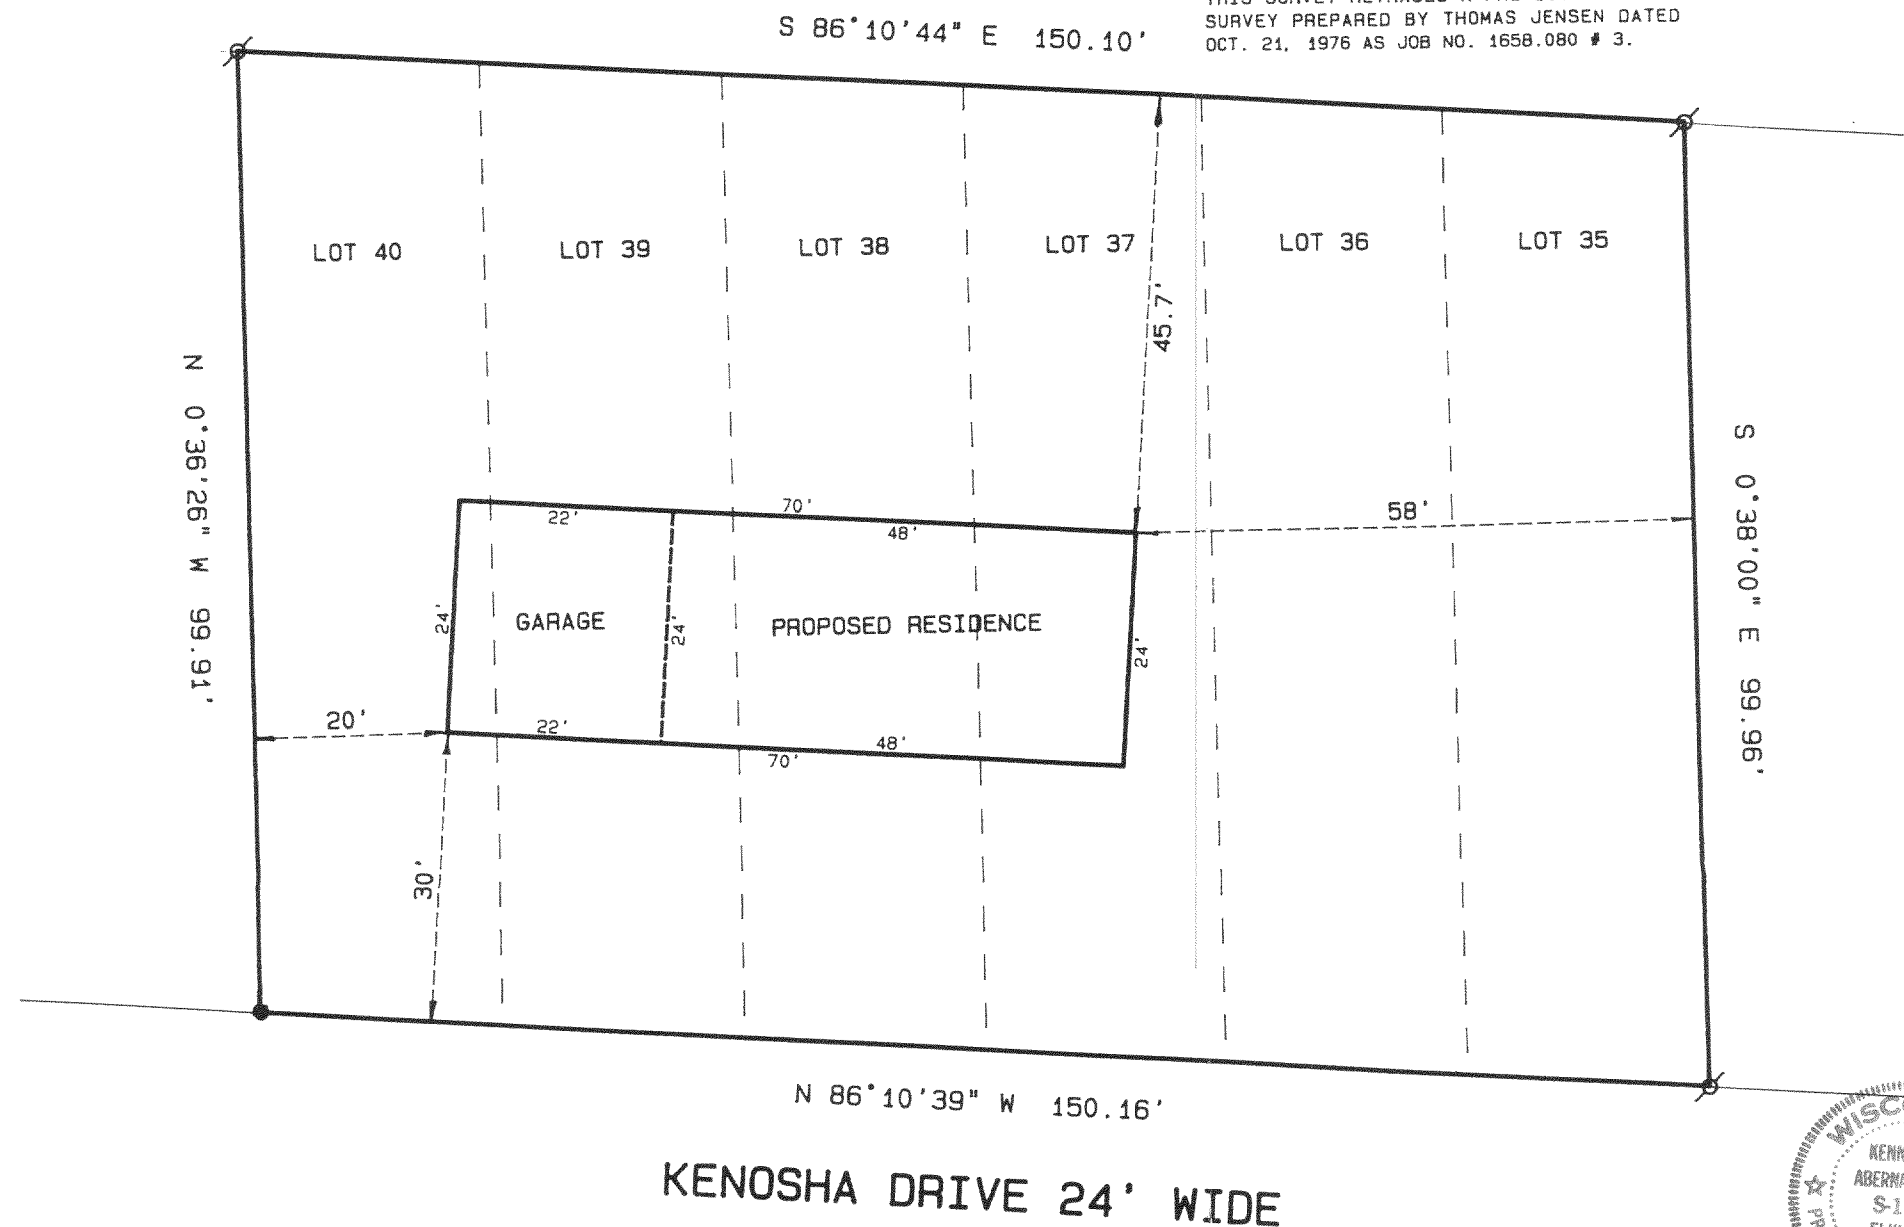 SURVEY PREPARED BY THOMAS JENSEN DATED
OCT. 21, 1976 AS JOB NO. 1658.080 # 3.
S 86°10'44" E 150.10'
LOT 40
LOT 39
LOT 38
LOT 37
LOT 36
LOT 35
45.7'
N 0°36'26" W 99.91'
S 0°38'00" E 99.96'
58'
70'
22'
48'
24'
GARAGE
24'
PROPOSED RESIDENCE
24'
20'
22'
48'
70'
30'
N 86°10'39" W 150.16'
KENOSHA DRIVE 24' WIDE